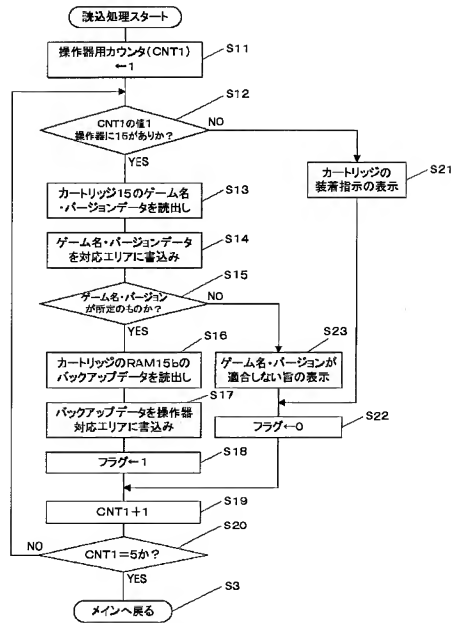 読込処理スタート
操作器用カウンタ(CNT1)
←1
S11
S12
CNT1の値1
操作器に15がありか?
NO
YES
カートリッジの
装着指示の表示
S21
カートリッジ15のゲーム名
・バージョンデータを読出し
S13
ゲーム名・バージョンデータ
を対応エリアに書込み
S14
S15
ゲーム名・バージョン
が所定のものか?
NO
YES
S16
カートリッジのRAM15bの
バックアップデータを読出し
S23
ゲーム名・バージョンが
適合しない旨の表示
S17
バックアップデータを操作器
対応エリアに書込み
フラグ←0
S22
フラグ←1
S18
CNT1+1
S19
S20
CNT1=5か?
NO
YES
メインへ戻る
S3